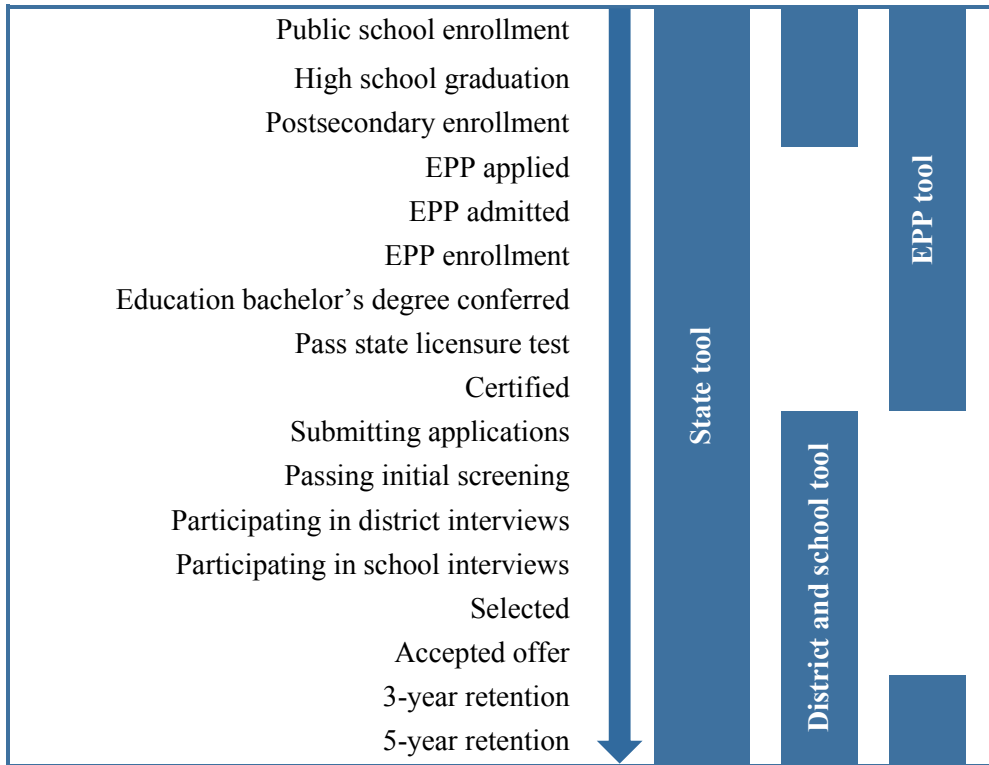 Public school enrollment
High school graduation
Postsecondary enrollment
EPP applied
EPP admitted
EPP enrollment
Education bachelor’s degree conferred
Pass state licensure test
Certified
Submitting applications
Passing initial screening
Participating in district interviews
Participating in school interviews
Selected
Accepted offer
3-year retention
5-year retention
State tool
District and school tool
EPP tool